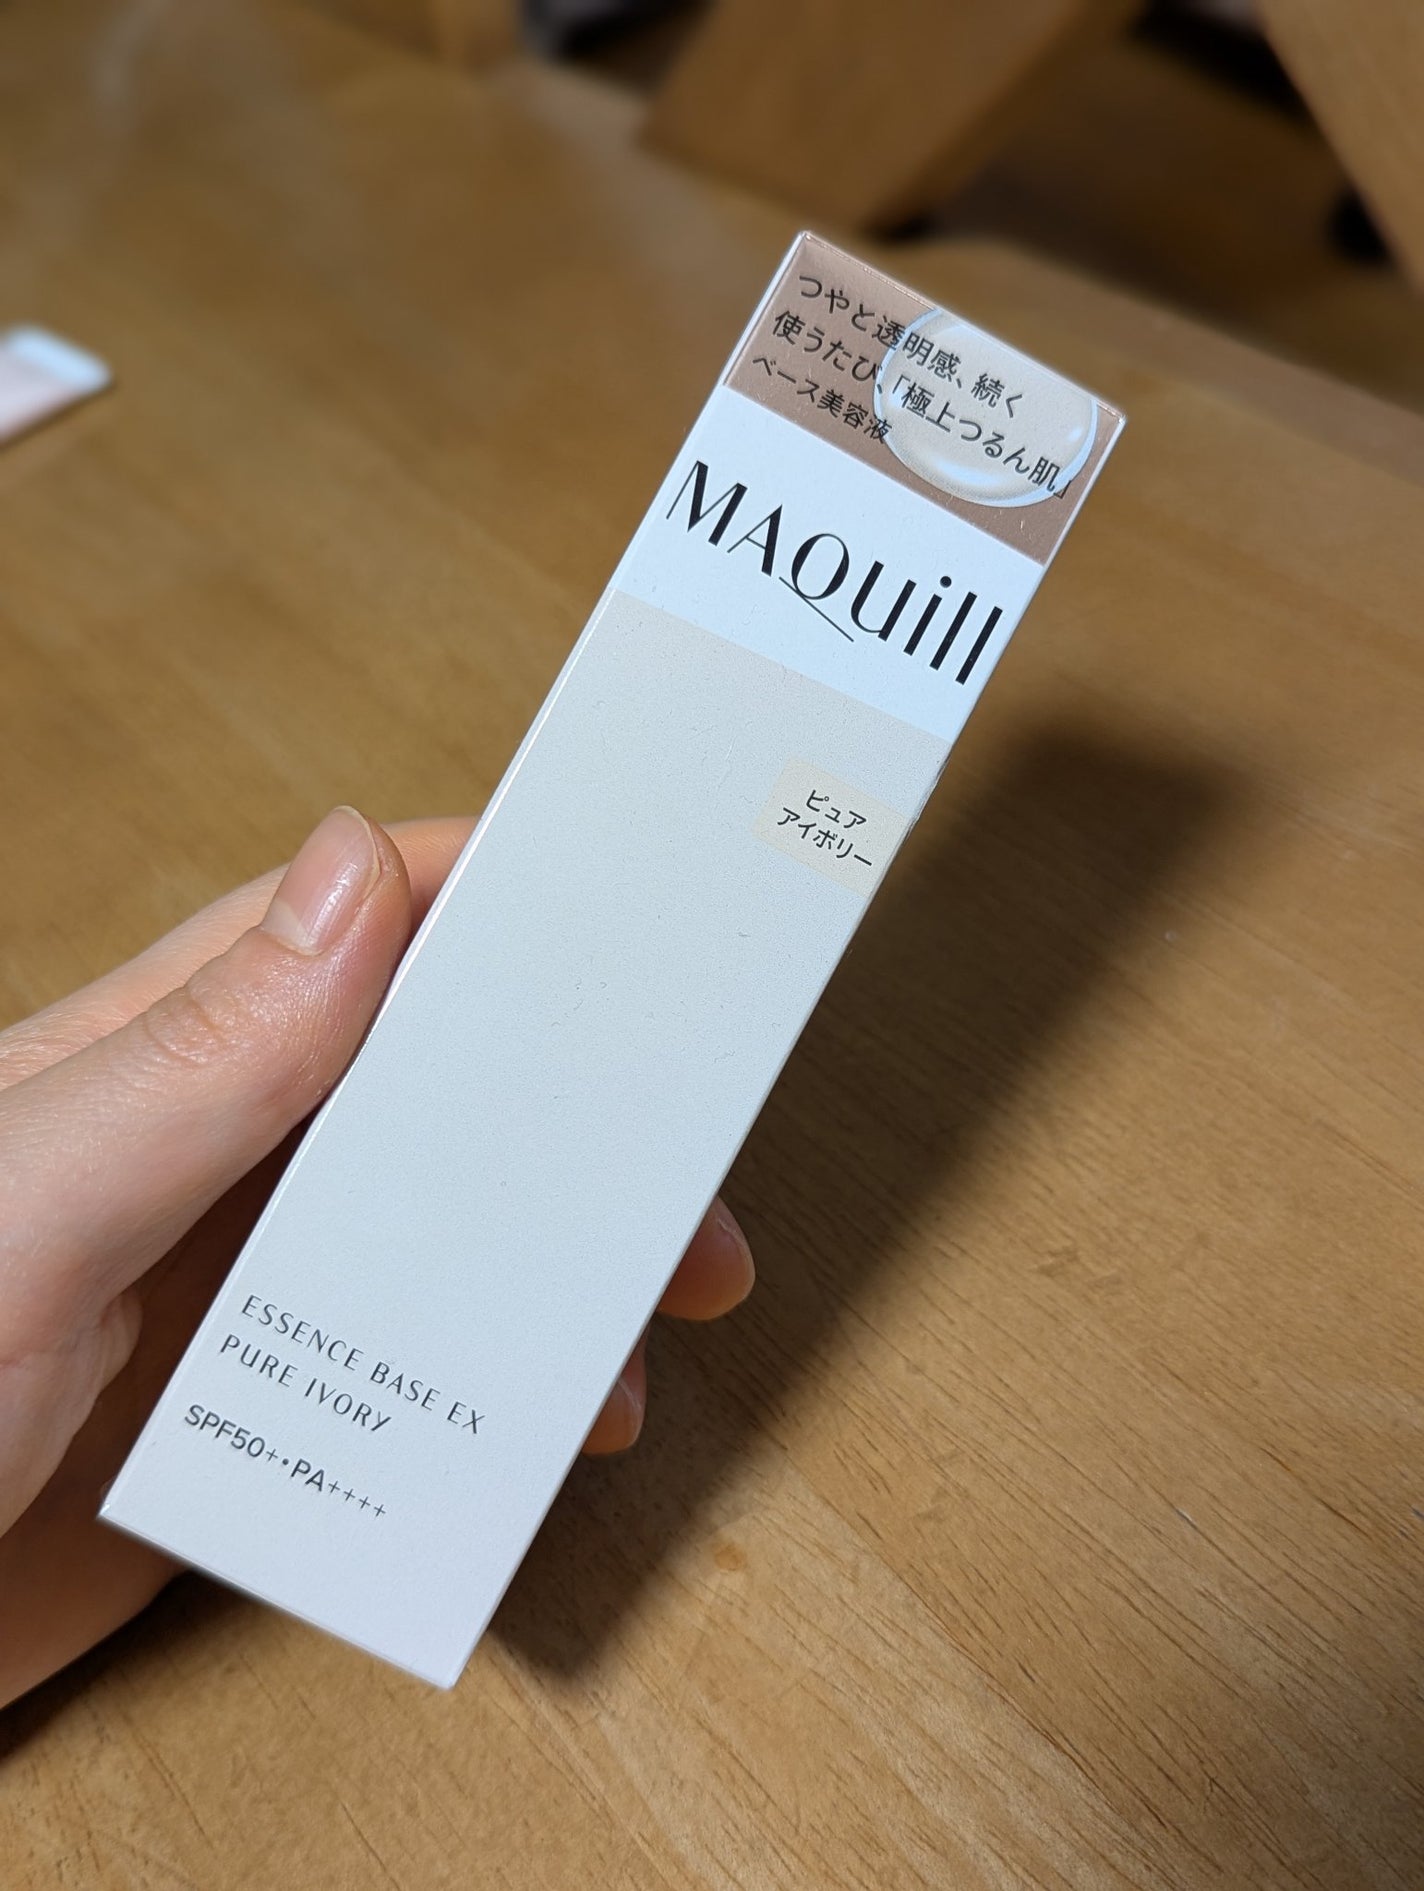 つやと透明感、続く
使うたび、「極上つるん肌」
ベース美容液
MAQuill
ピュア
アイボリー
ESSENCE BASE EX
PURE IVORY
SPF50+・PA++++